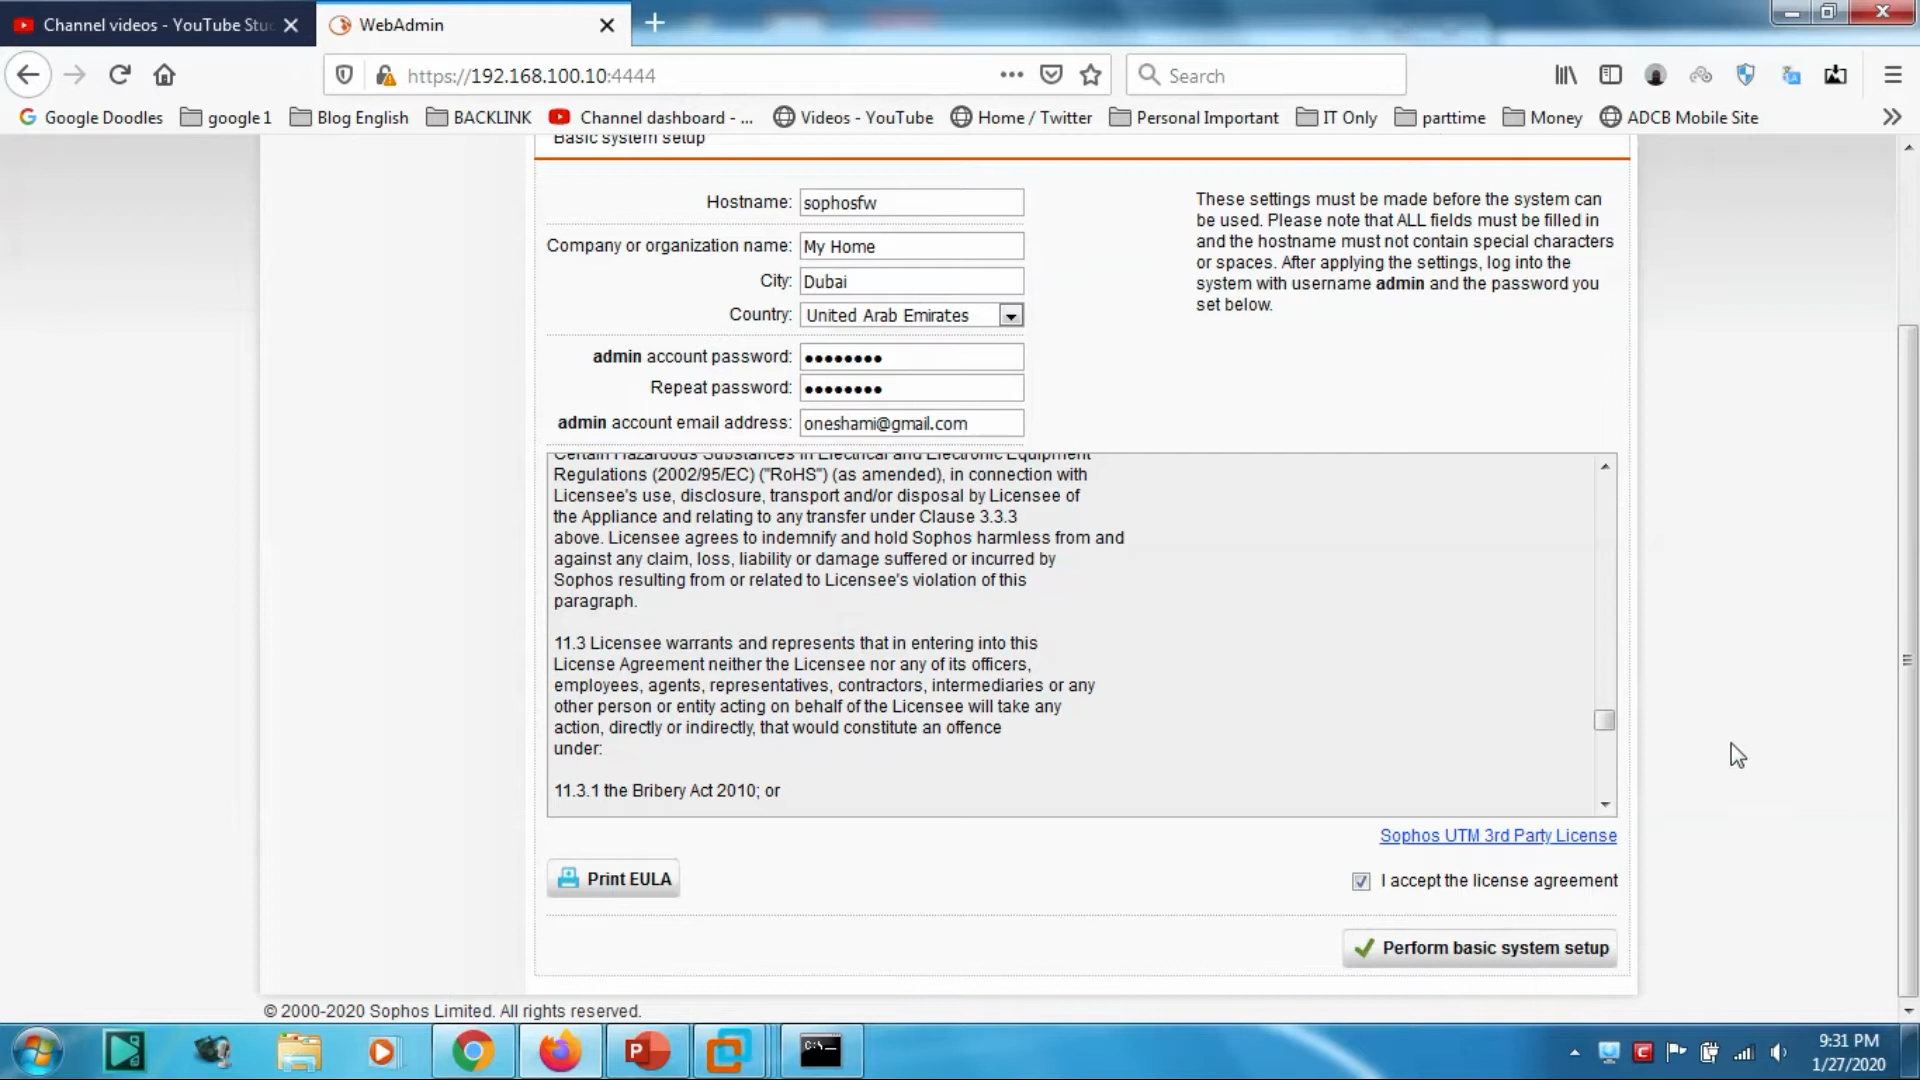 Channel videos - YouTube Stu
WebAdmin
https://192.168.100.10:4444
Search
Google Doodles
google1
Blog English
BACKLINK
Channel dashboard - ...
Videos - YouTube
Home / Twitter
Personal Important
IT Only
parttime
Money
ADCB Mobile Site
Basic system setup
Hostname: sophosfw
Company or organization name: My Home
City: Dubai
Country: United Arab Emirates
admin account password: ●●●●●●●●
Repeat password: ●●●●●●●●
admin account email address: oneshami@gmail.com
These settings must be made before the system can
be used. Please note that ALL fields must be filled in
and the hostname must not contain special characters
or spaces. After applying the settings, log into the
system with username admin and the password you
set below.
Certain Hazardous Substances in Electrical and Electronic Equipment
Regulations (2002/95/EC) ("RoHS") (as amended), in connection with
Licensee's use, disclosure, transport and/or disposal by Licensee of
the Appliance and relating to any transfer under Clause 3.3.3
above. Licensee agrees to indemnify and hold Sophos harmless from and
against any claim, loss, liability or damage suffered or incurred by
Sophos resulting from or related to Licensee's violation of this
paragraph.
11.3 Licensee warrants and represents that in entering into this
License Agreement neither the Licensee nor any of its officers,
employees, agents, representatives, contractors, intermediaries or any
other person or entity acting on behalf of the Licensee will take any
action, directly or indirectly, that would constitute an offence
under:
11.3.1 the Bribery Act 2010; or
Sophos UTM 3rd Party License
Print EULA
I accept the license agreement
Perform basic system setup
© 2000-2020 Sophos Limited. All rights reserved.
C:\_
9:31 PM
1/27/2020